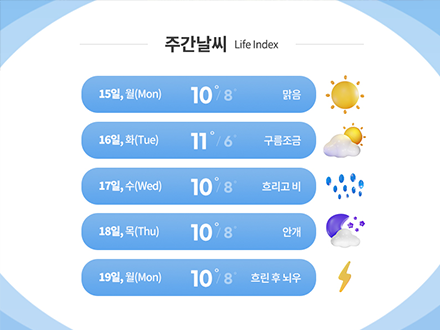 주간날씨 Life Index
15일, 월(Mon) 10°/8° 맑음
16일, 화(Tue) 11°/6° 구름조금
17일, 수(Wed) 10°/8° 흐리고 비
18일, 목(Thu) 10°/8° 안개
19일, 월(Mon) 10°/8° 흐린 후 뇌우